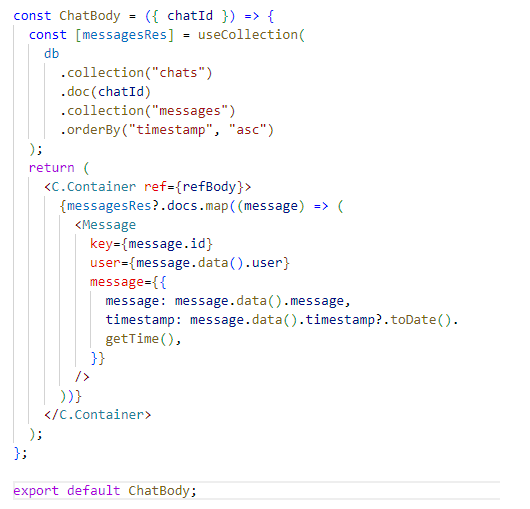 const ChatBody = ({ chatId }) => {
  const [messagesRes] = useCollection(
    db
      .collection("chats")
      .doc(chatId)
      .collection("messages")
      .orderBy("timestamp", "asc")
  );
  return (
    <C.Container ref={refBody}>
      {messagesRes?.docs.map((message) => (
        <Message
          key={message.id}
          user={message.data().user}
          message={{
            message: message.data().message,
            timestamp: message.data().timestamp?.toDate().
            getTime(),
          }}
        />
      ))}
    </C.Container>
  );
};
export default ChatBody;